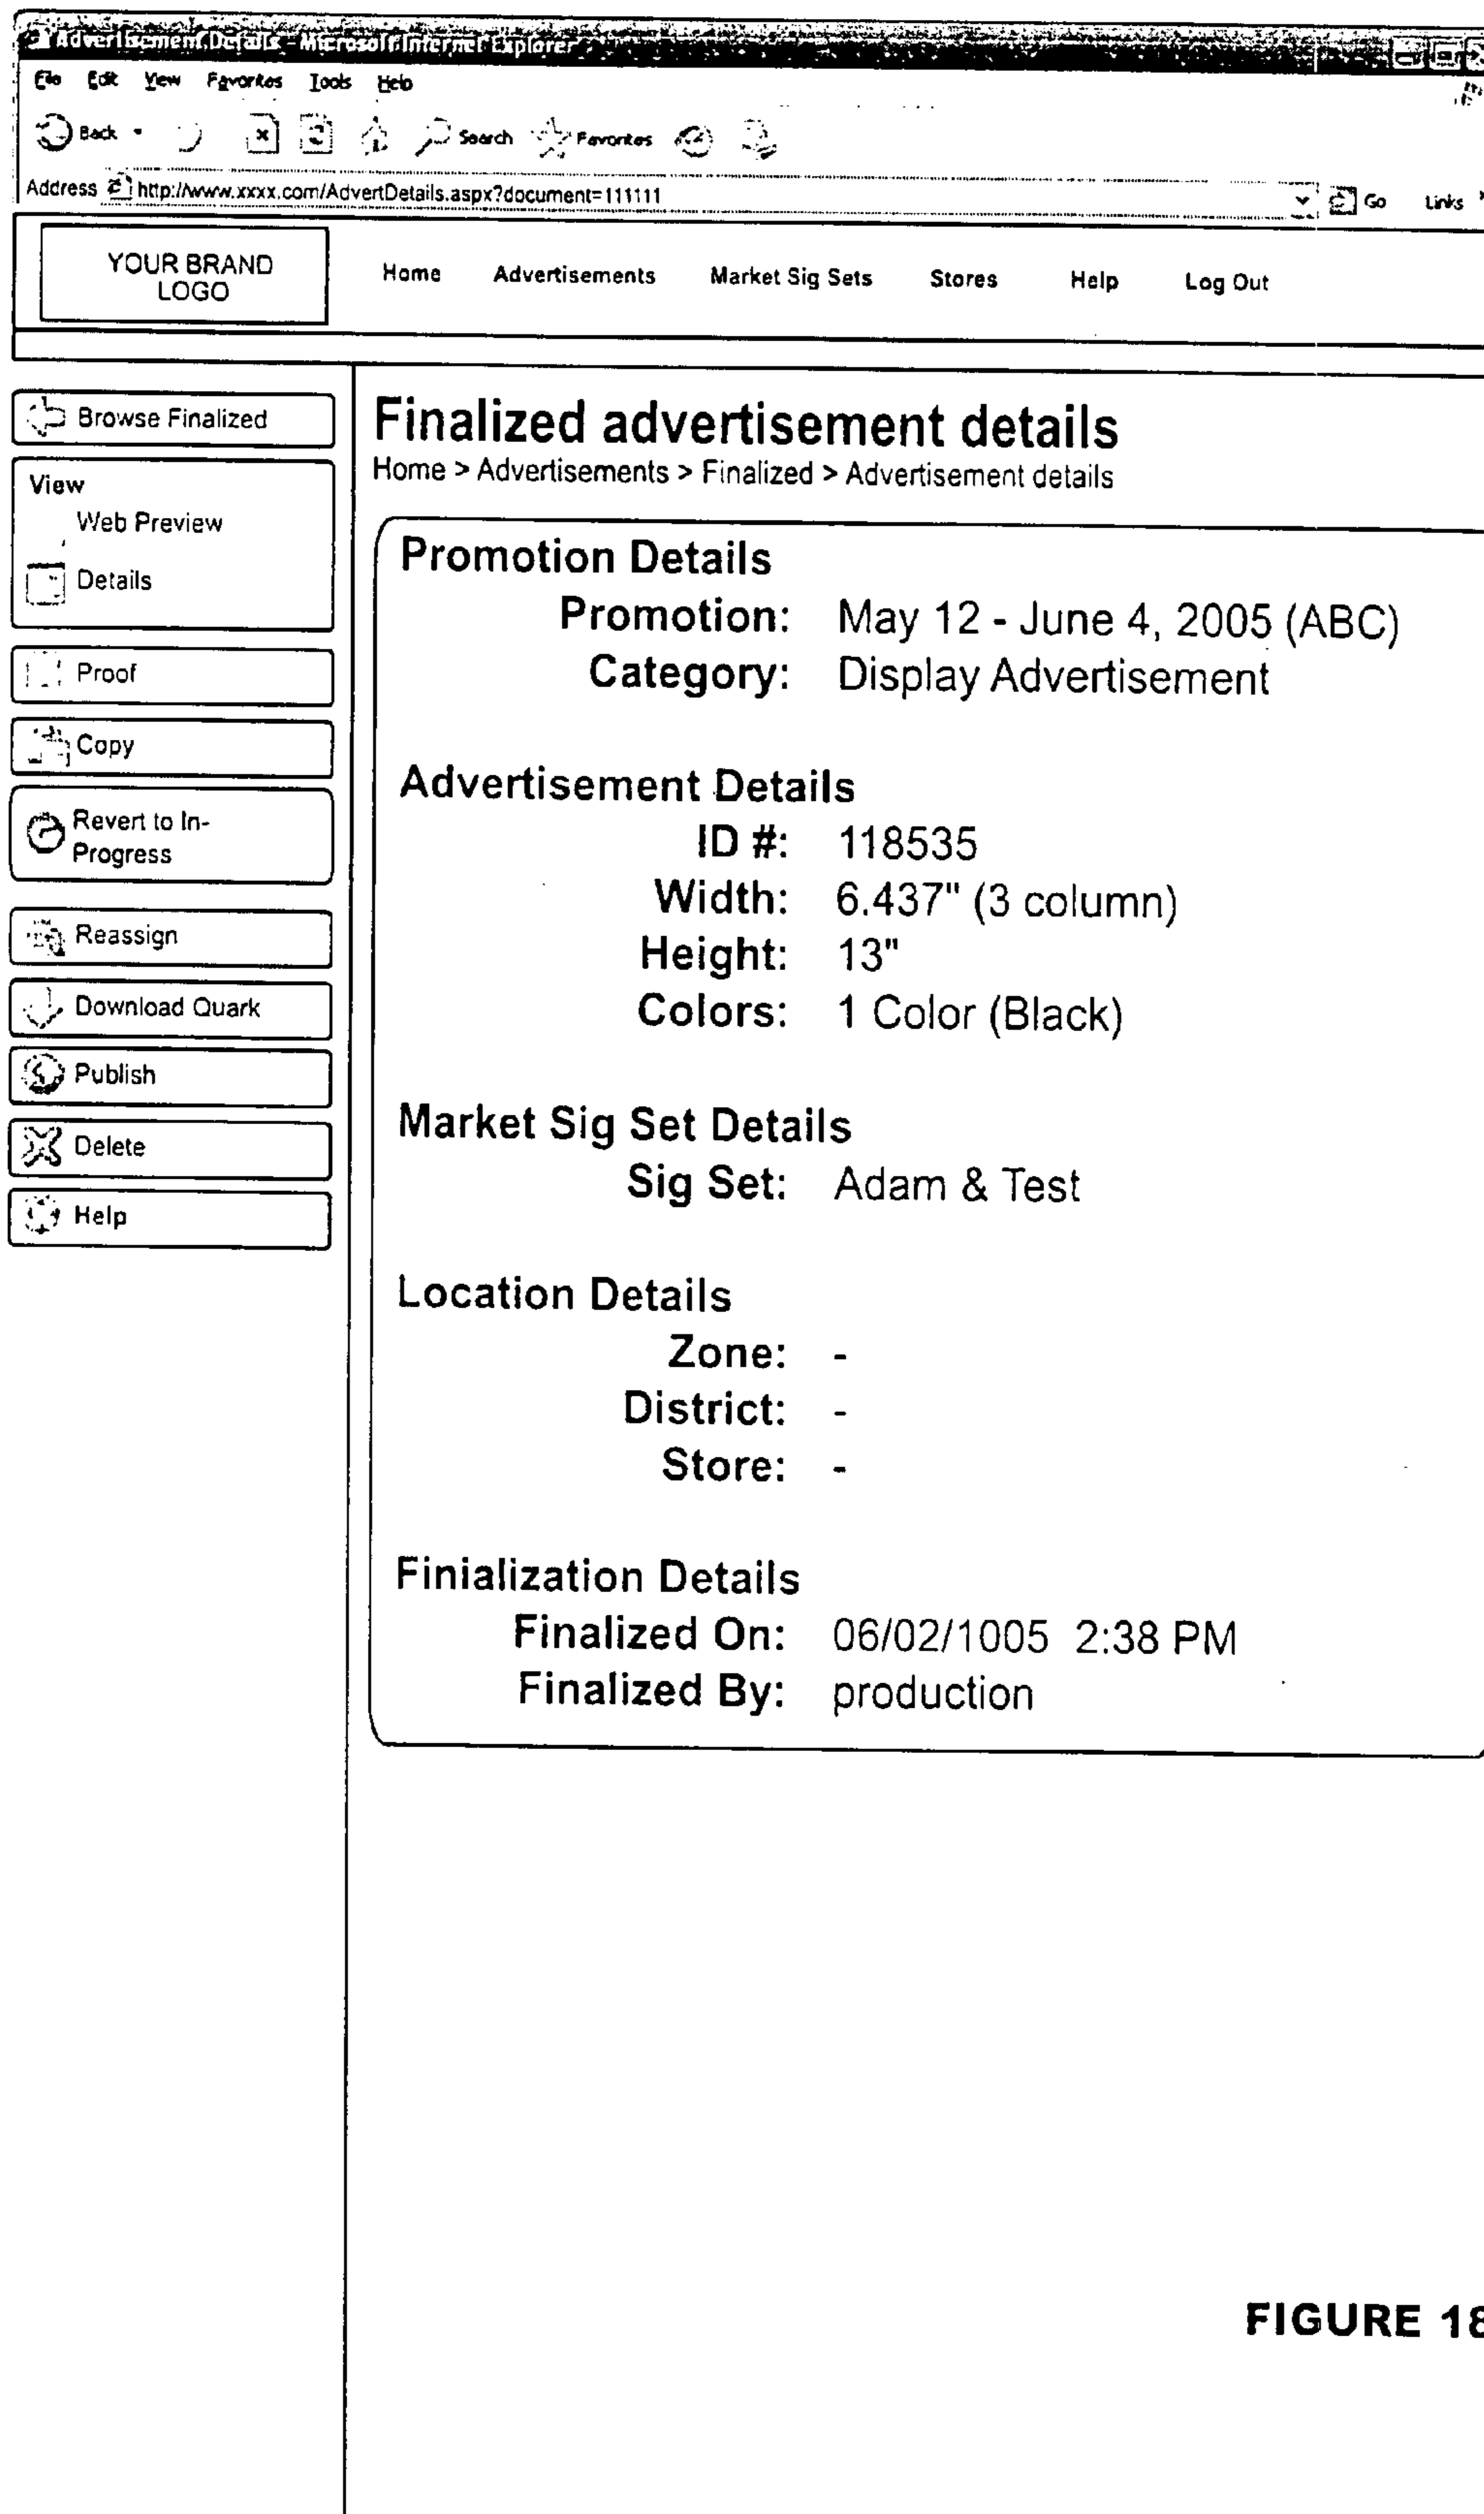 Advertisement Details - Microsoft Internet Explorer
File Edit View Favorites Tools Help
Back Search Favorites
Address http://www.xxxx.com/AdvertDetails.aspx?document=111111 Go Links
YOUR BRAND
LOGO
Home Advertisements Market Sig Sets Stores Help Log Out
Browse Finalized
View
Web Preview
Details
Proof
Copy
Revert to In-
Progress
Reassign
Download Quark
Publish
Delete
Help
Finalized advertisement details
Home > Advertisements > Finalized > Advertisement details
Promotion Details
Promotion: May 12 - June 4, 2005 (ABC)
Category: Display Advertisement
Advertisement Details
ID #: 118535
Width: 6.437" (3 column)
Height: 13"
Colors: 1 Color (Black)
Market Sig Set Details
Sig Set: Adam & Test
Location Details
Zone: -
District: -
Store: -
Finialization Details
Finalized On: 06/02/1005 2:38 PM
Finalized By: production
FIGURE 18